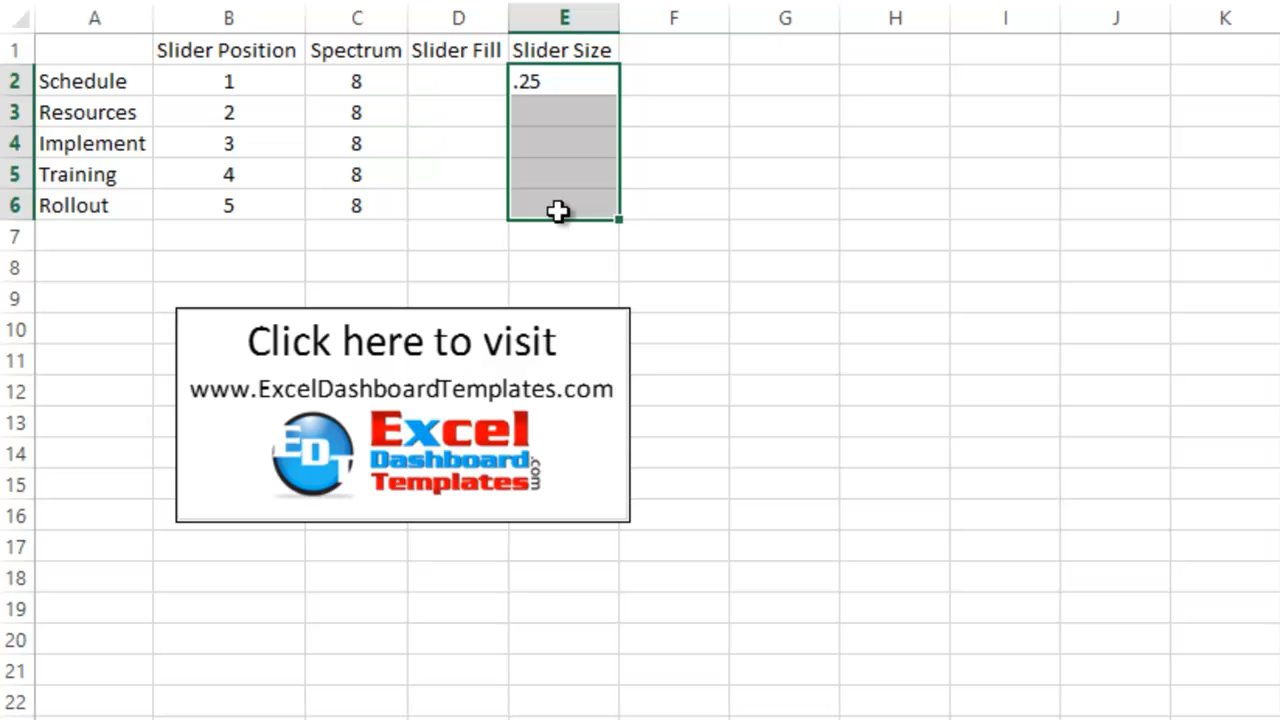 A B C D E F G H I J K
1 Slider Position Spectrum Slider Fill Slider Size
2 Schedule 1 8 .25
3 Resources 2 8
4 Implement 3 8
5 Training 4 8
6 Rollout 5 8
7
8
9
10
11
12
13
14
15
16
17
18
19
20
21
22
Click here to visit
www.ExcelDashboardTemplates.com
EDT
Excel
Dashboard
Templates.com